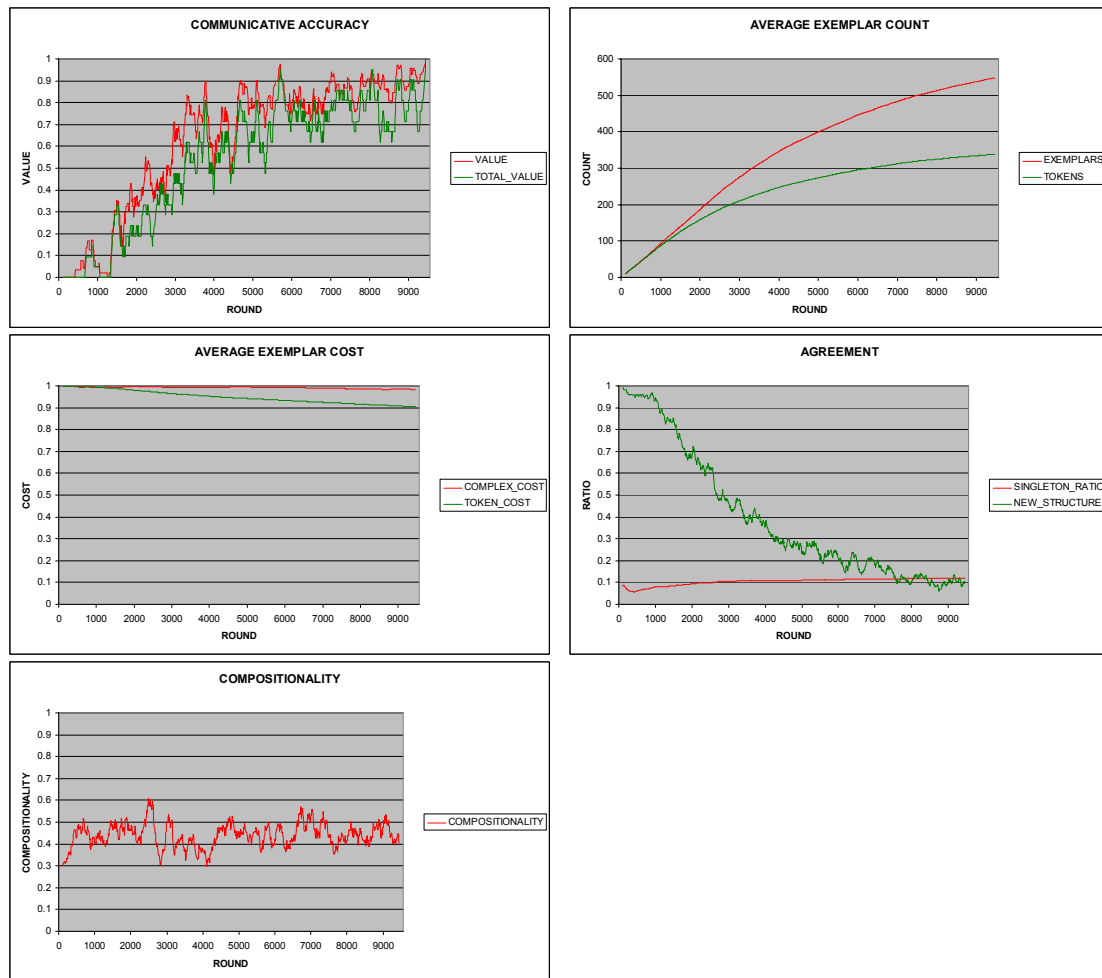 COMMUNICATIVE ACCURACY
1
0.9
0.8
0.7
0.6
0.5
0.4
0.3
0.2
0.1
0
VALUE
0 1000 2000 3000 4000 5000 6000 7000 8000 9000
ROUND
VALUE
TOTAL_VALUE
AVERAGE EXEMPLAR COUNT
600
500
400
300
200
100
0
COUNT
0 1000 2000 3000 4000 5000 6000 7000 8000 9000
ROUND
EXEMPLARS
TOKENS
AVERAGE EXEMPLAR COST
1
0.9
0.8
0.7
0.6
0.5
0.4
0.3
0.2
0.1
0
COST
0 1000 2000 3000 4000 5000 6000 7000 8000 9000
ROUND
COMPLEX_COST
TOKEN_COST
AGREEMENT
1
0.9
0.8
0.7
0.6
0.5
0.4
0.3
0.2
0.1
0
RATIO
0 1000 2000 3000 4000 5000 6000 7000 8000 9000
ROUND
SINGLETON_RATIO
NEW_STRUCTURE
COMPOSITIONALITY
1
0.9
0.8
0.7
0.6
0.5
0.4
0.3
0.2
0.1
0
COMPOSITIONALITY
0 1000 2000 3000 4000 5000 6000 7000 8000 9000
ROUND
COMPOSITIONALITY